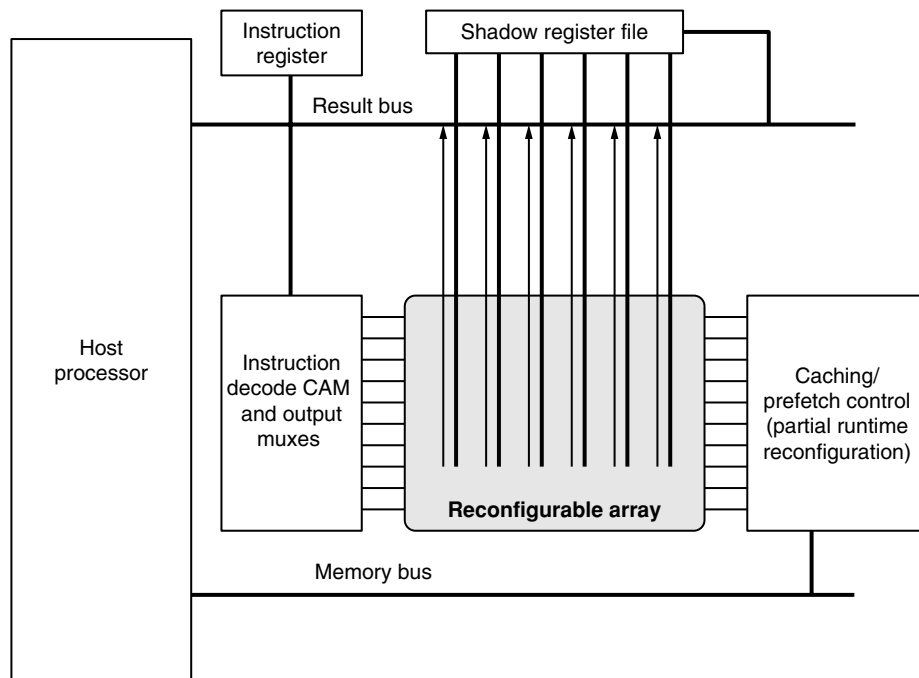 Instruction
register
Shadow register file
Result bus
Host
processor
Instruction
decode CAM
and output
muxes
Caching/
prefetch control
(partial runtime
reconfiguration)
Reconfigurable array
Memory bus